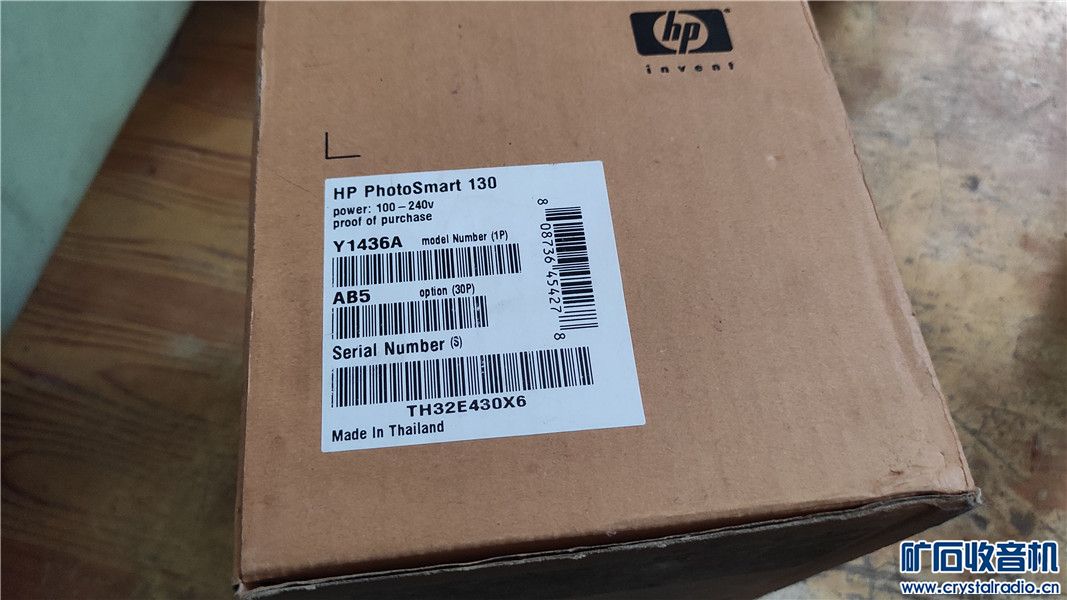 hp
invent
HP PhotoSmart 130
power: 100-240v
proof of purchase
Y1436A model Number (1P)
AB5 option (30P)
Serial Number (S)
TH32E430X6
Made In Thailand
8 08736 45427 8
矿石收音机
www.crystalradio.cn